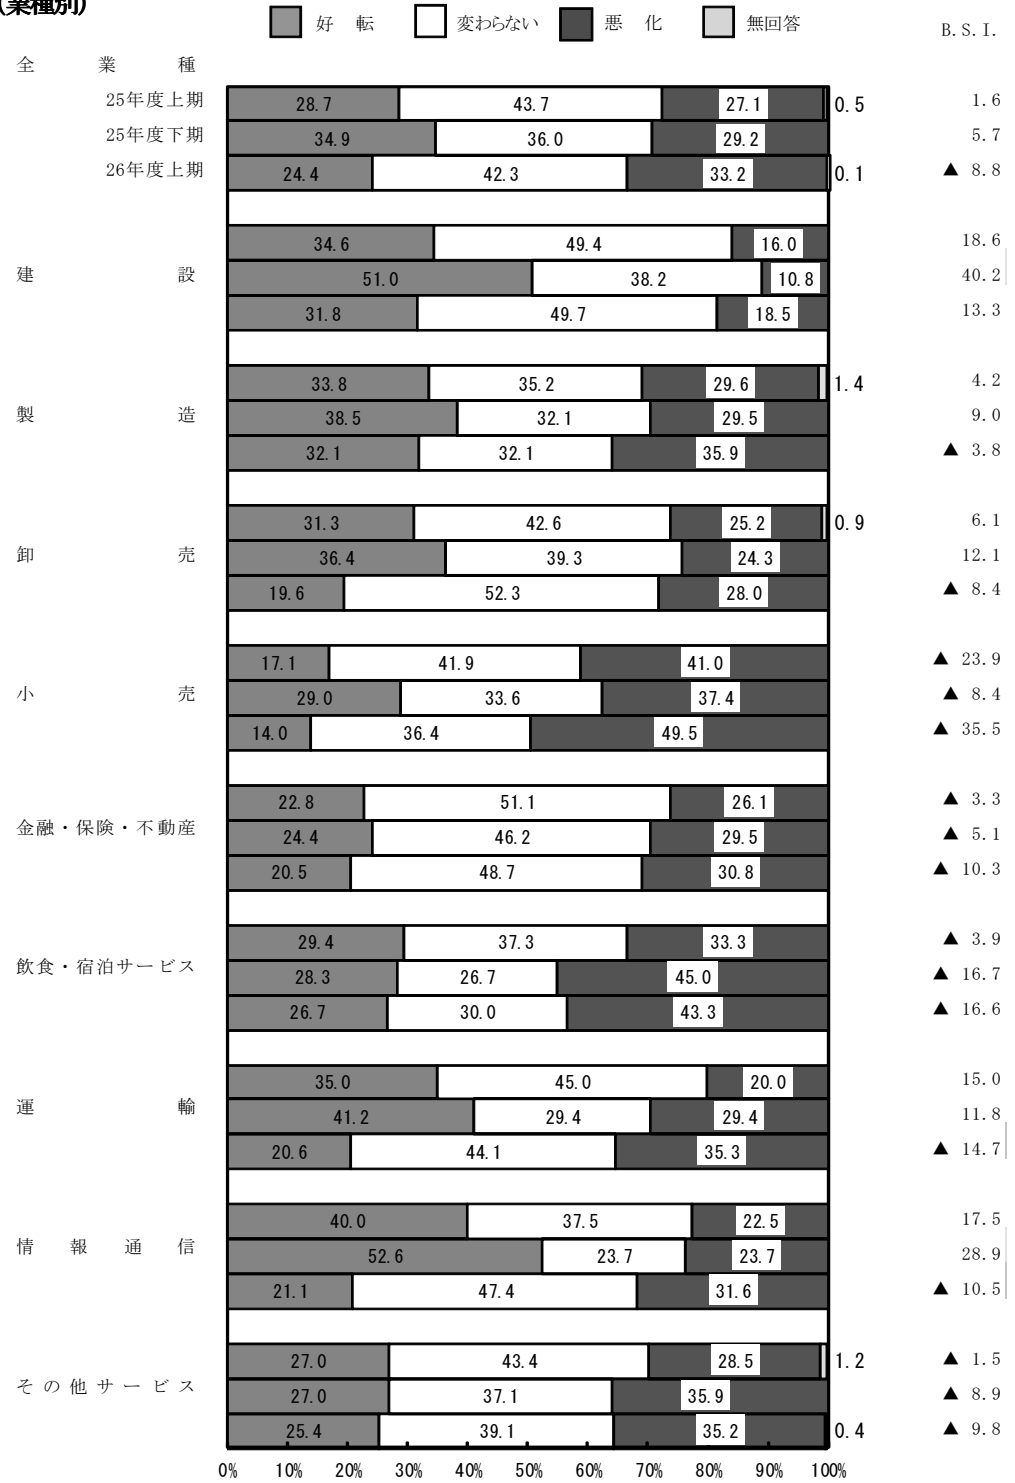 (業種別)
好 転 変わらない 悪 化 無回答 B.S.I.
全 業 種
25年度上期 28.7 43.7 27.1 0.5 1.6
25年度下期 34.9 36.0 29.2 5.7
26年度上期 24.4 42.3 33.2 0.1 ▲ 8.8
34.6 49.4 16.0 18.6
建 設 51.0 38.2 10.8 40.2
31.8 49.7 18.5 13.3
33.8 35.2 29.6 1.4 4.2
製 造 38.5 32.1 29.5 9.0
32.1 32.1 35.9 ▲ 3.8
31.3 42.6 25.2 0.9 6.1
卸 売 36.4 39.3 24.3 12.1
19.6 52.3 28.0 ▲ 8.4
17.1 41.9 41.0 ▲ 23.9
小 売 29.0 33.6 37.4 ▲ 8.4
14.0 36.4 49.5 ▲ 35.5
22.8 51.1 26.1 ▲ 3.3
金融・保険・不動産 24.4 46.2 29.5 ▲ 5.1
20.5 48.7 30.8 ▲ 10.3
29.4 37.3 33.3 ▲ 3.9
飲食・宿泊サービス 28.3 26.7 45.0 ▲ 16.7
26.7 30.0 43.3 ▲ 16.6
35.0 45.0 20.0 15.0
運 輸 41.2 29.4 29.4 11.8
20.6 44.1 35.3 ▲ 14.7
40.0 37.5 22.5 17.5
情 報 通 信 52.6 23.7 23.7 28.9
21.1 47.4 31.6 ▲ 10.5
27.0 43.4 28.5 1.2 ▲ 1.5
その他サービス 27.0 37.1 35.9 ▲ 8.9
25.4 39.1 35.2 0.4 ▲ 9.8
0% 10% 20% 30% 40% 50% 60% 70% 80% 90% 100%